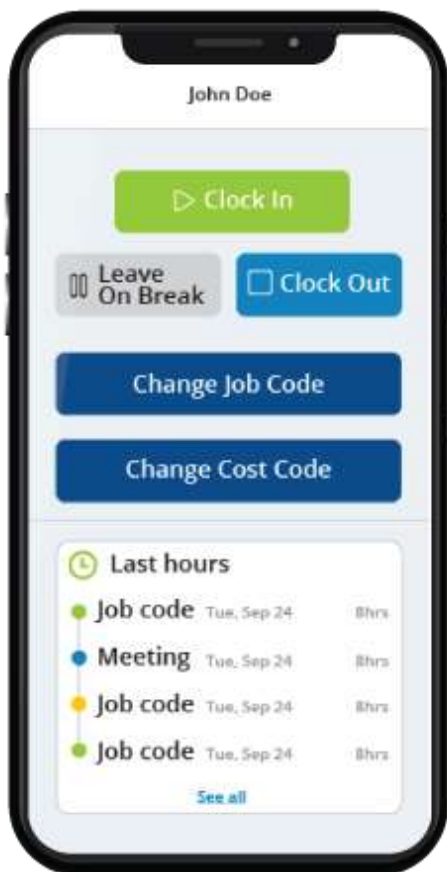 John Doe
Clock In
Leave
On Break
Clock Out
Change Job Code
Change Cost Code
Last hours
Job code Tue, Sep 24 8hrs
Meeting Tue, Sep 24 8hrs
Job code Tue, Sep 24 8hrs
Job code Tue, Sep 24 8hrs
See all